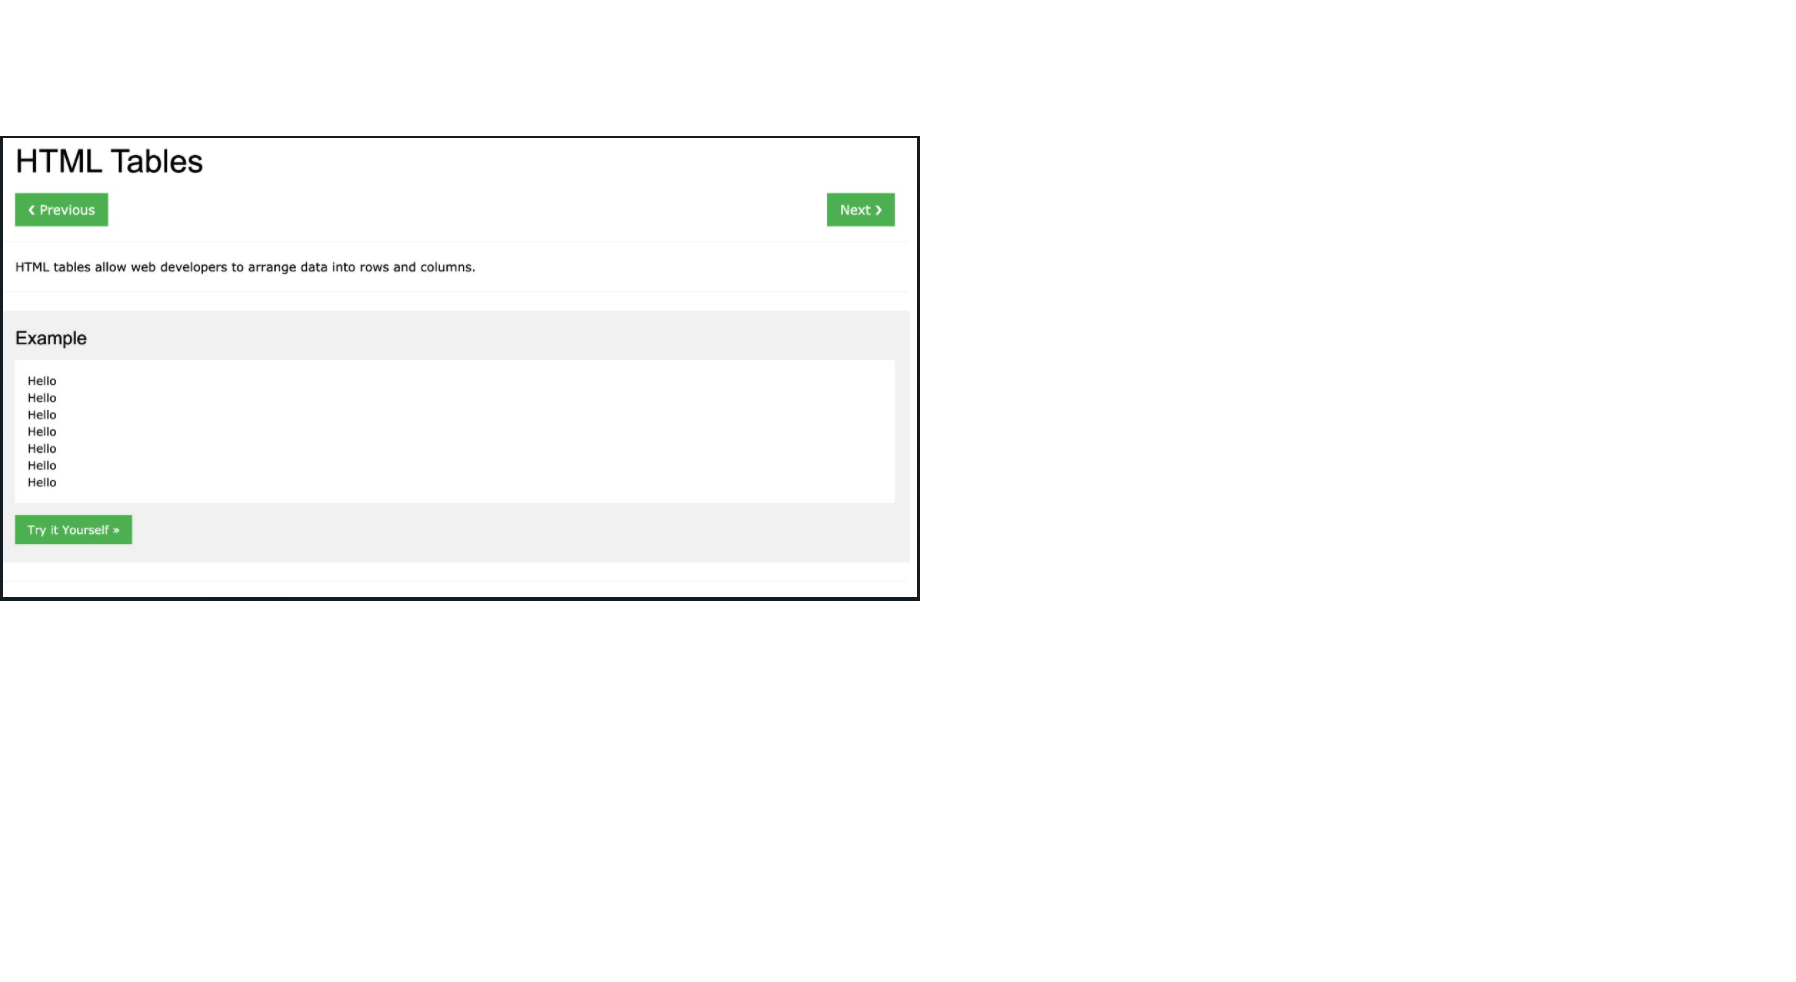 HTML Tables
❮ Previous
Next ❯
HTML tables allow web developers to arrange data into rows and columns.
Example
Hello
Hello
Hello
Hello
Hello
Hello
Hello
Try it Yourself »